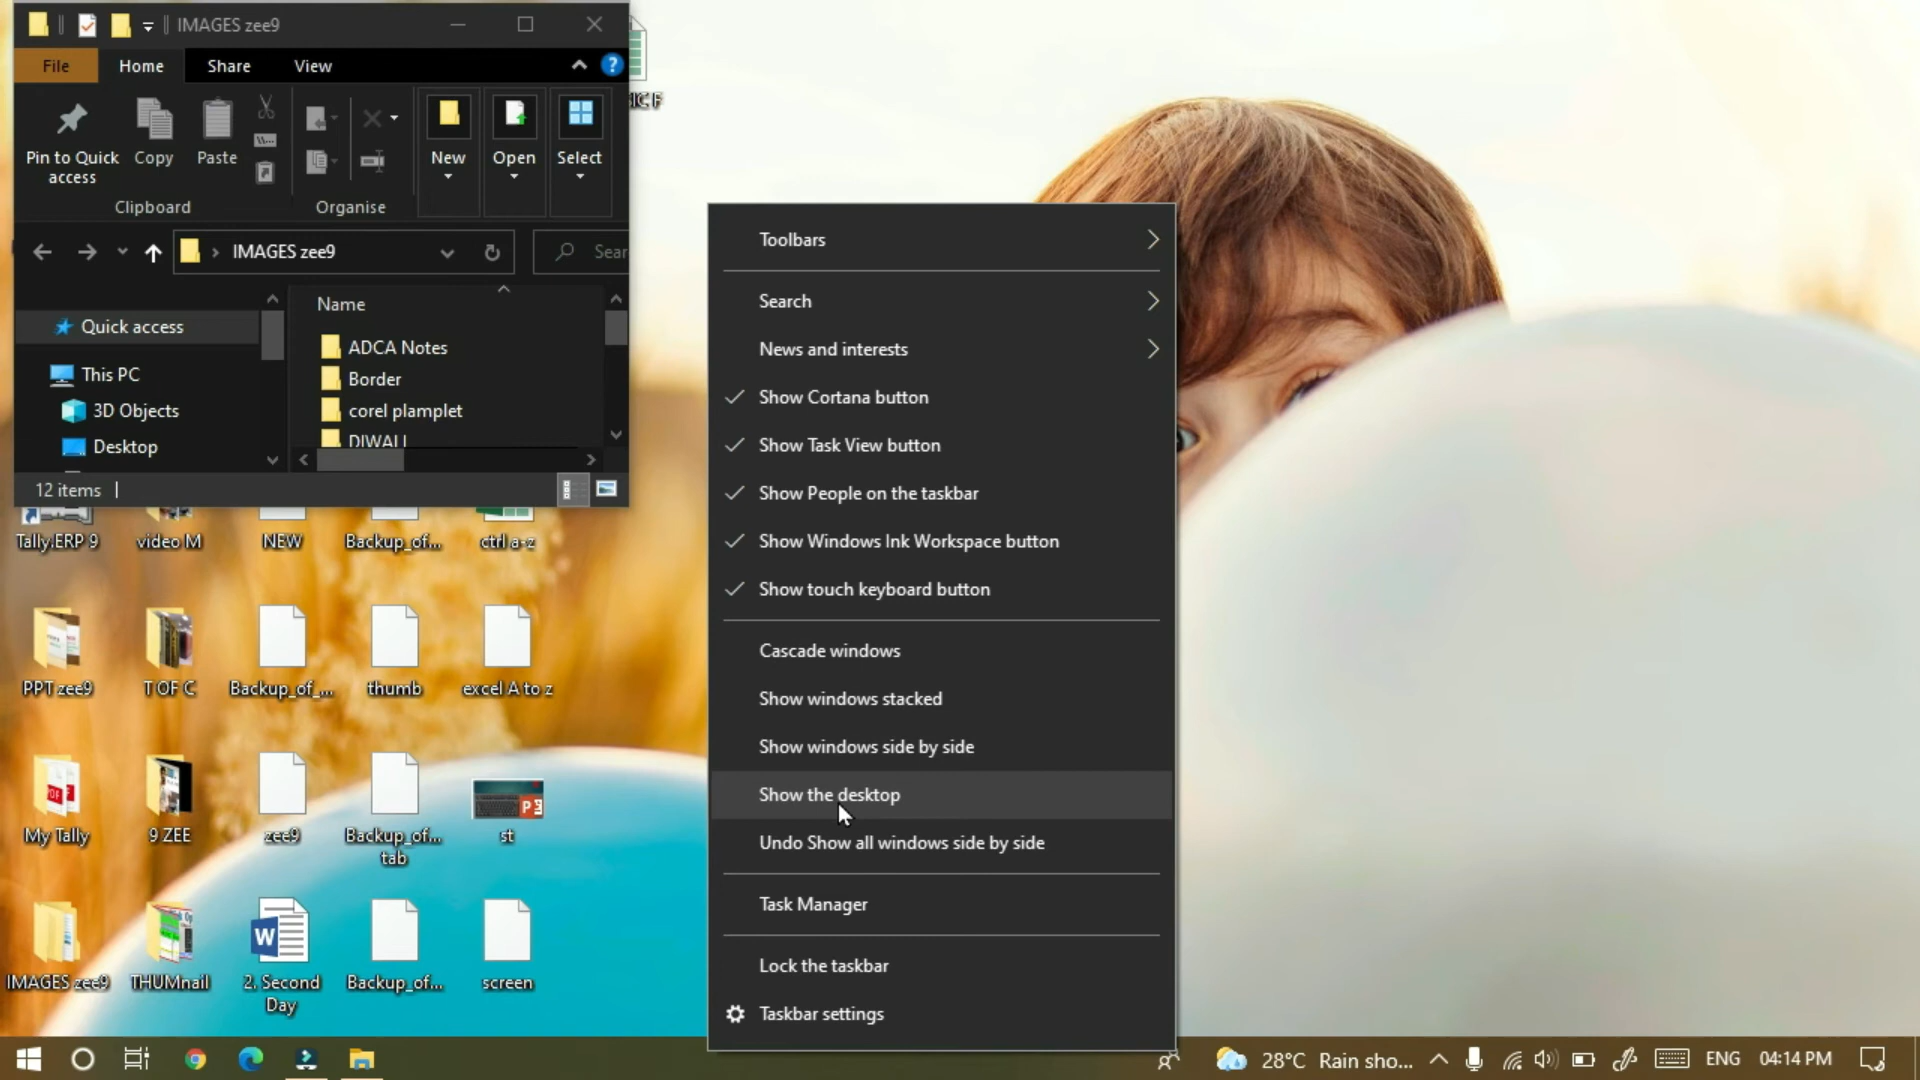 IMAGES zee9
File Home Share View
Pin to Quick access
Copy
Paste
New
Open
Select
Clipboard
Organise
IMAGES zee9
Sear
Quick access
This PC
3D Objects
Desktop
Name
ADCA Notes
Border
corel plamplet
12 items
Tally.ERP 9
video M
NEW
Backup_of...
ctrl a-z
PPT zee9
T OF C
Backup_of_...
thumb
excel A to z
My Tally
9 ZEE
zee9
Backup_of...
tab
st
IMAGES zee9
THUMnail
2. Second
Day
Backup_of...
screen
Toolbars
Search
News and interests
Show Cortana button
Show Task View button
Show People on the taskbar
Show Windows Ink Workspace button
Show touch keyboard button
Cascade windows
Show windows stacked
Show windows side by side
Show the desktop
Undo Show all windows side by side
Task Manager
Lock the taskbar
Taskbar settings
28°C Rain sho... ENG 04:14 PM